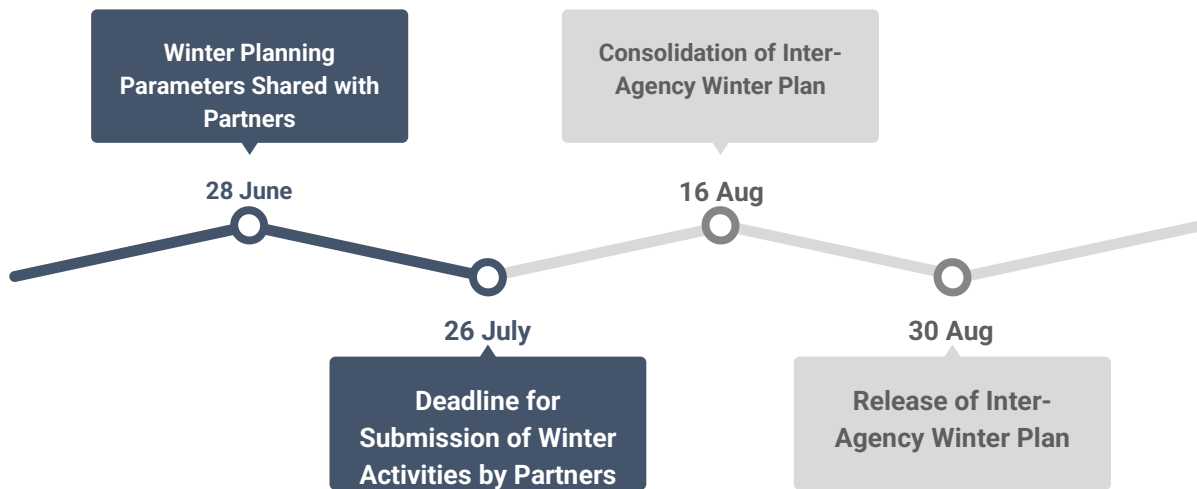 Winter Planning
Parameters Shared with
Partners
28 June
26 July
Deadline for
Submission of Winter
Activities by Partners
Consolidation of Inter-
Agency Winter Plan
16 Aug
30 Aug
Release of Inter-
Agency Winter Plan